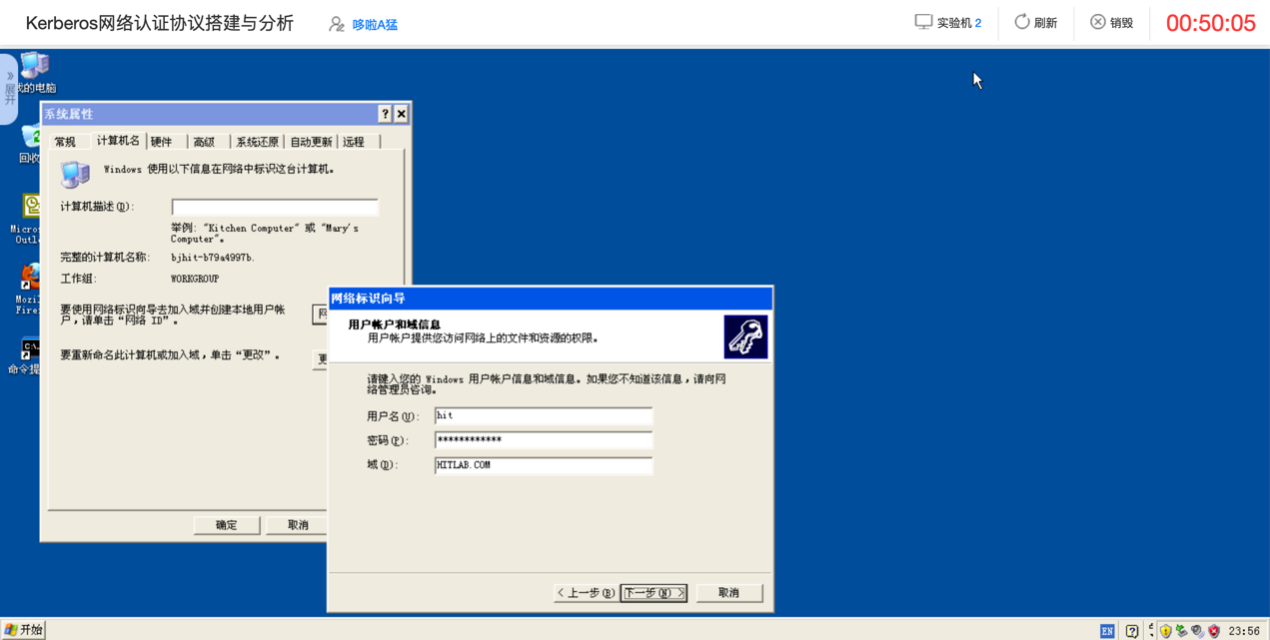 Kerberos网络认证协议搭建与分析
哆啦A猛
实验机 2
刷新
销毁
00:50:05
»
展开
我的电脑
系统属性
常规
计算机名
硬件
高级
系统还原
自动更新
远程
Windows 使用以下信息在网络中标识这台计算机。
计算机描述(D):
举例: "Kitchen Computer" 或 "Mary's
Computer"。
完整的计算机名称:
bjhit-b79a4997b.
工作组:
WORKGROUP
要使用网络标识向导去加入域并创建本地用户帐
户，请单击“网络 ID”。
要重新命名此计算机或加入域，单击“更改”。
确定
取消
回收
Micros
Outl
Mozil
Fire
命令提
网络标识向导
用户帐户和域信息
用户帐户提供您访问网络上的文件和资源的权限。
请键入您的 Windows 用户帐户信息和域信息。如果您不知道该信息，请向网
络管理员咨询。
用户名(U):
hit
密码(P):
************
域(D):
HITLAB.COM
< 上一步(B)
下一步(N) >
取消
开始
EN
23:56